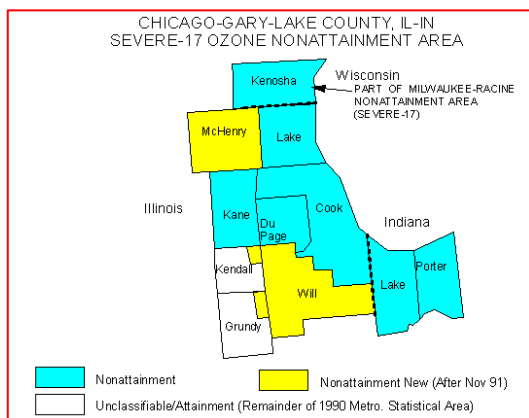 CHICAGO-GARY-LAKE COUNTY, IL-IN
SEVERE-17 OZONE NONATTAINMENT AREA
Wisconsin
Kenosha
PART OF MILWAUKEE-RACINE
NONATTAINMENT AREA
(SEVERE-17)
McHenry
Lake
Illinois
Kane
Cook
Du
Page
Indiana
Kendall
Will
Lake
Porter
Grundy
Nonattainment
Nonattainment New (After Nov 91)
Unclassifiable/Attainment (Remainder of 1990 Metro. Statistical Area)